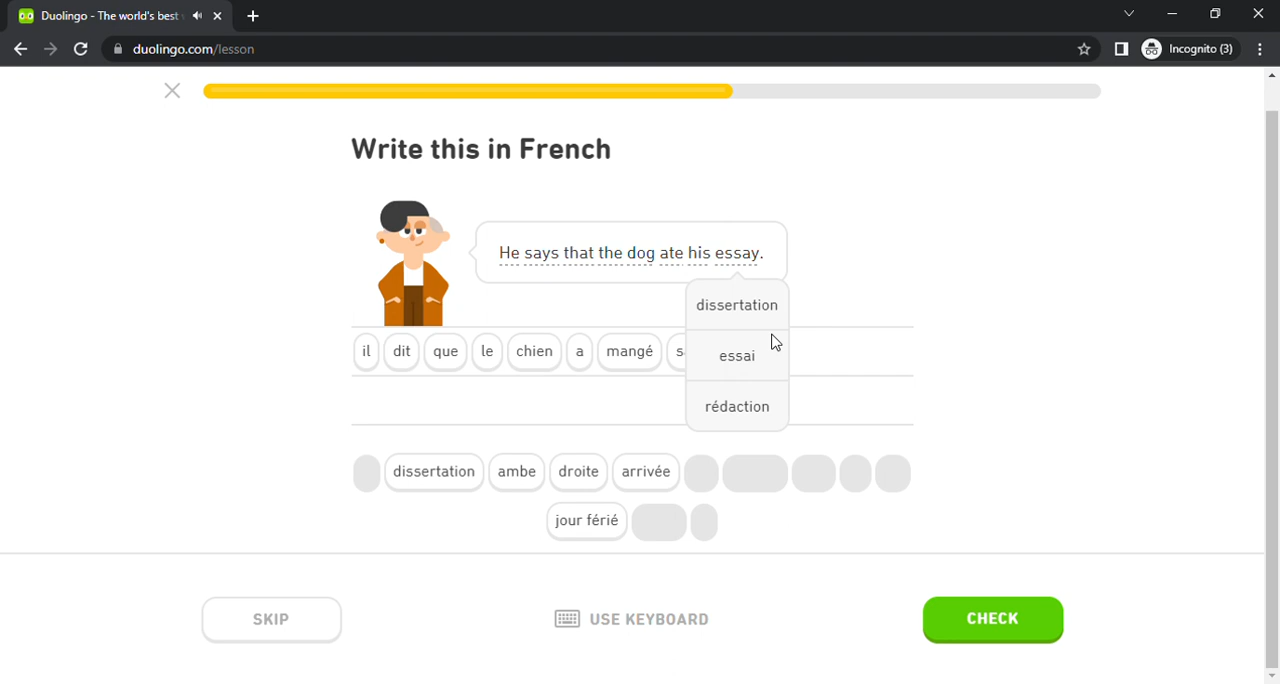 Duolingo - The world's best
duolingo.com/lesson
Incognito (3)
Write this in French
He says that the dog ate his essay.
dissertation
essai
rédaction
il dit que le chien a mangé
dissertation ambe droite arrivée
jour férié
SKIP
USE KEYBOARD
CHECK